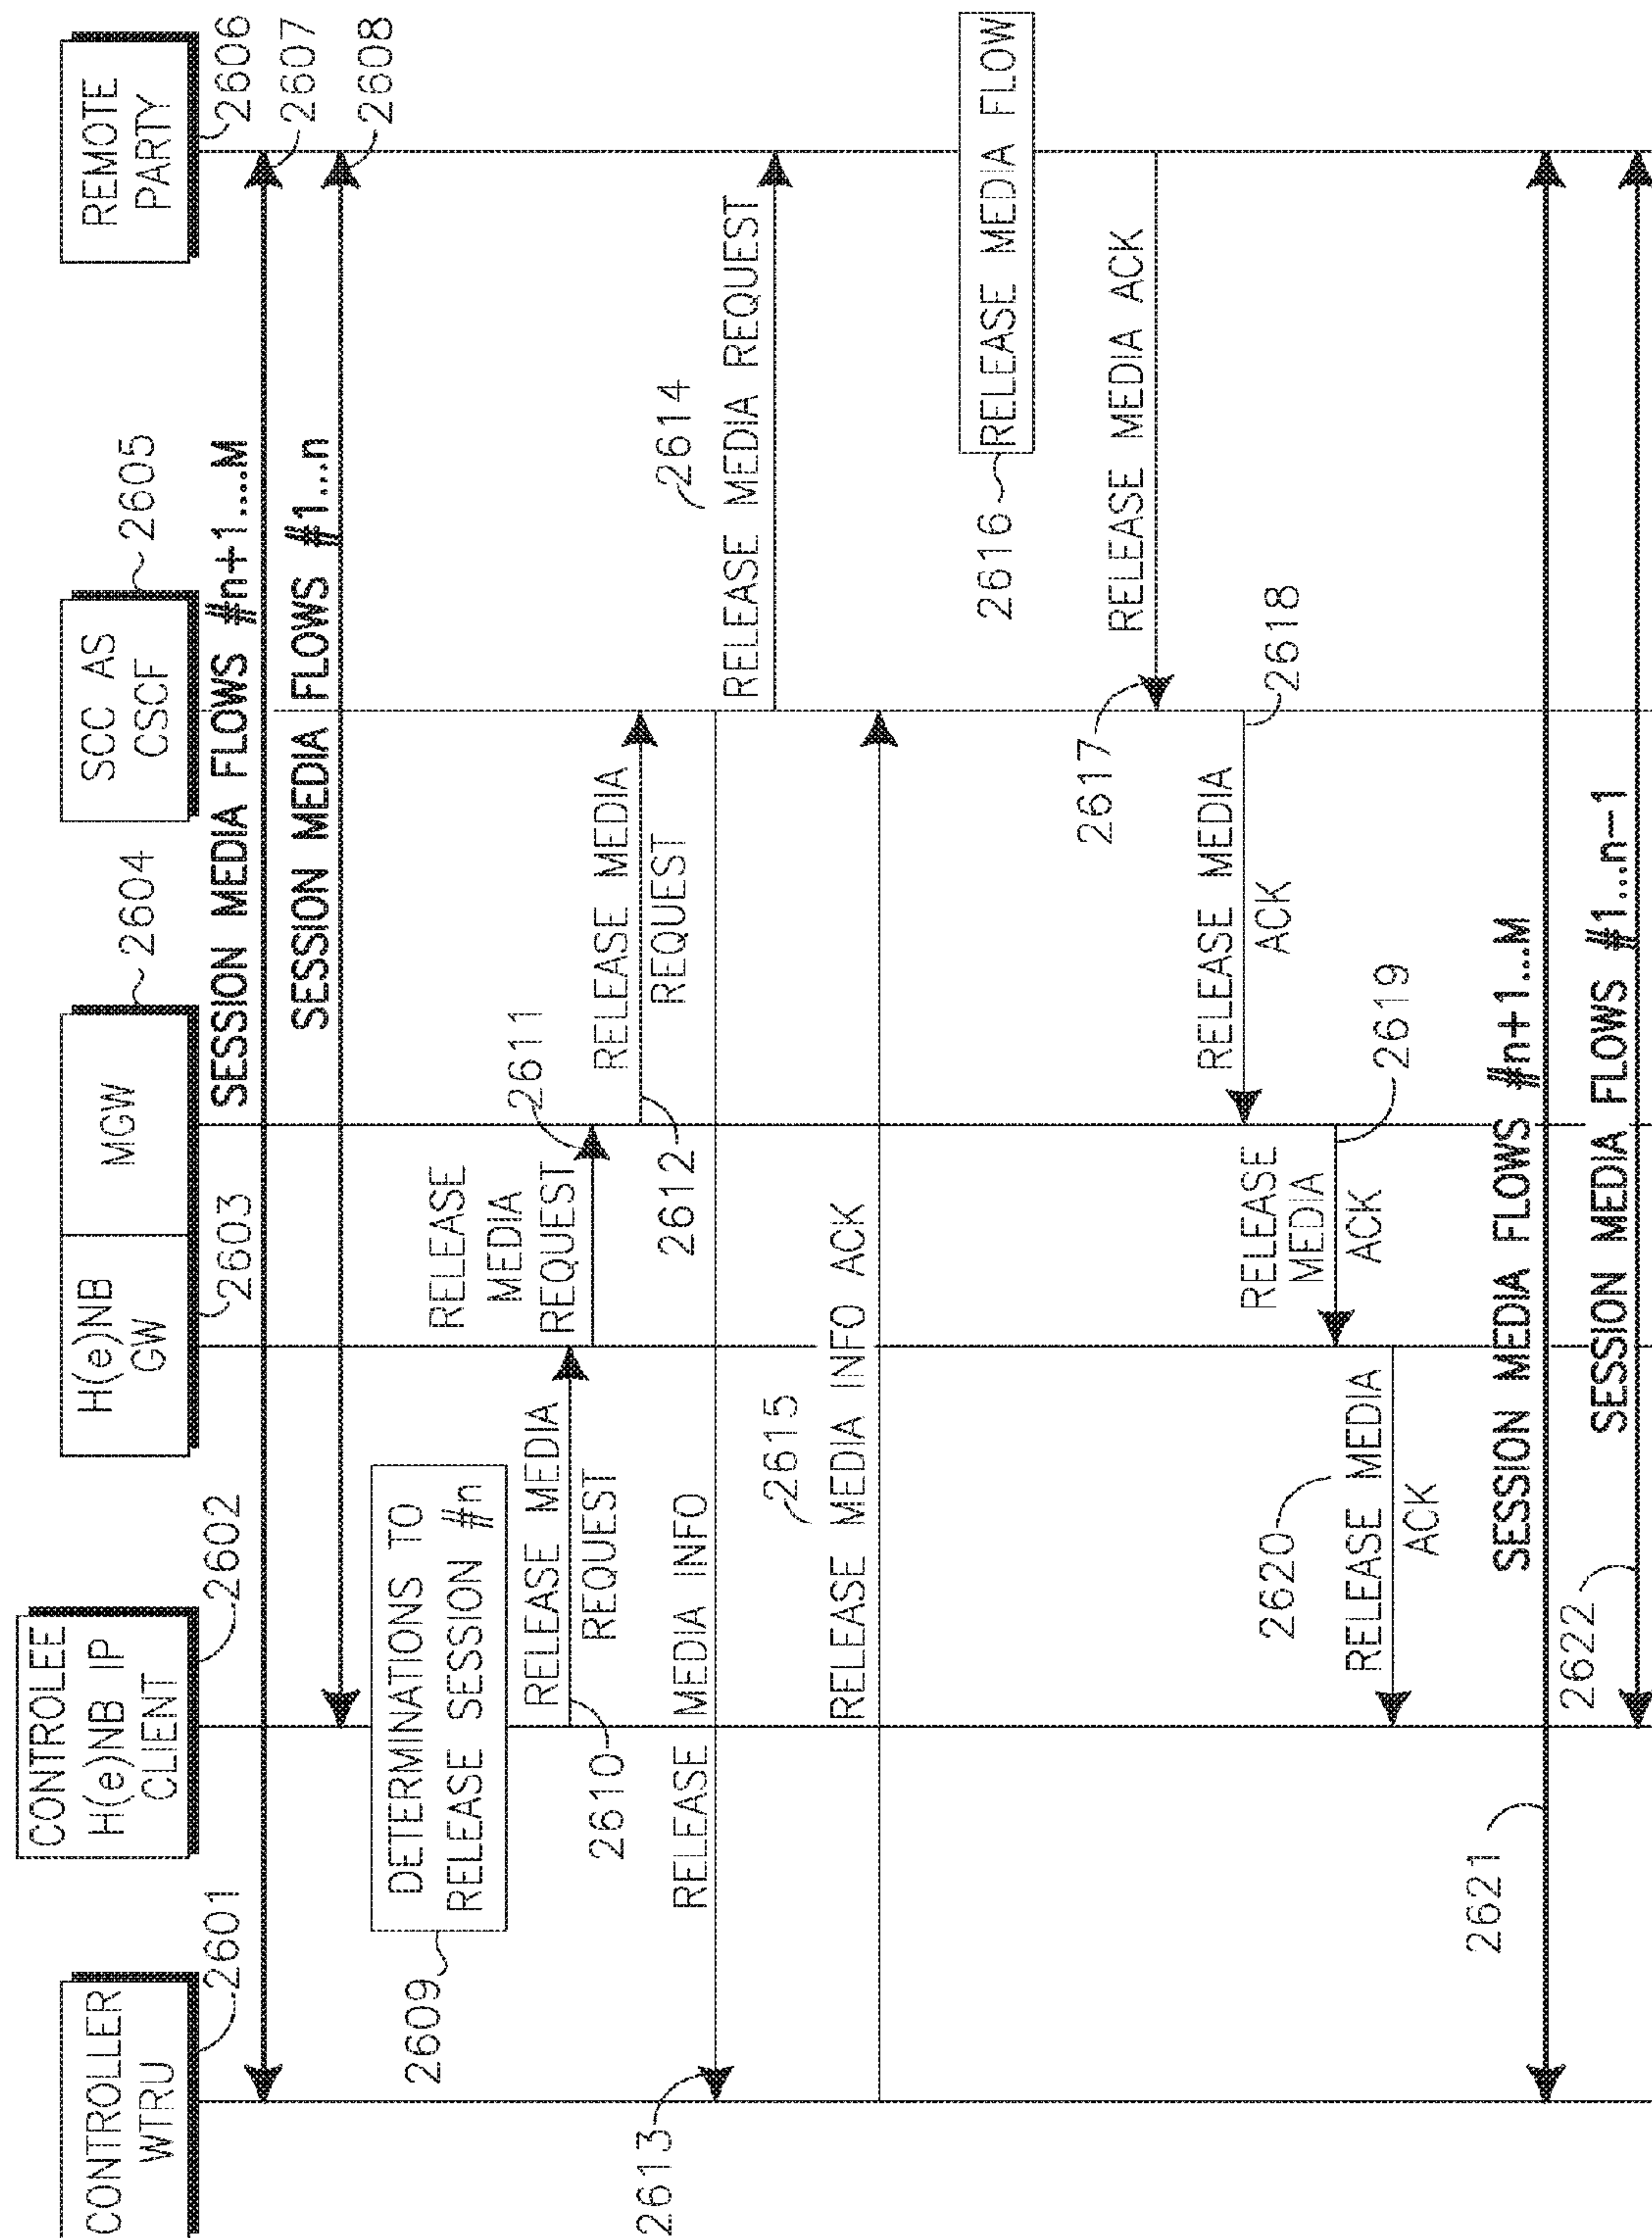 CONTROLLER
WTRU
2601
CONTROLEE
H(e)NB IP
CLIENT
2602
H(e)NB
GW
2603
MGW
2604
SCC AS
CSCF
2605
REMOTE
PARTY
2606
SESSION MEDIA FLOWS #n+1....M
2607
SESSION MEDIA FLOWS #1...n
2608
2609
DETERMINATIONS TO
RELEASE SESSION #n
RELEASE MEDIA
REQUEST
2610
RELEASE
MEDIA
REQUEST
2611
RELEASE MEDIA
REQUEST
2612
2613
RELEASE MEDIA INFO
2614
RELEASE MEDIA REQUEST
2615
RELEASE MEDIA INFO ACK
2616
RELEASE MEDIA FLOW
RELEASE MEDIA ACK
2617
RELEASE MEDIA
ACK
2618
RELEASE
MEDIA
ACK
2619
2620
RELEASE MEDIA
ACK
SESSION MEDIA FLOWS #n+1...M
2621
SESSION MEDIA FLOWS #1...n-1
2622